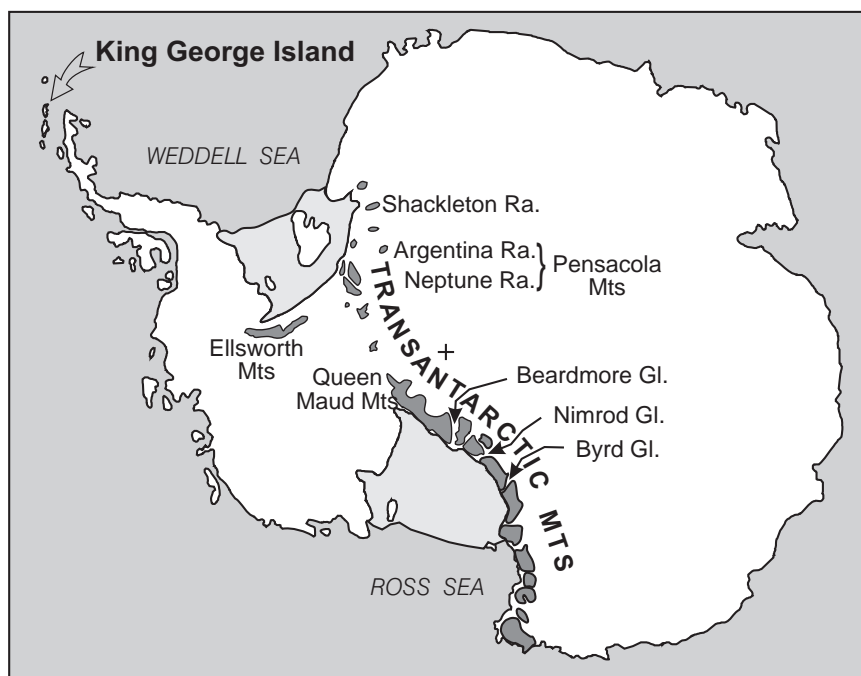 King George Island
WEDDELL SEA
Shackleton Ra.
Argentina Ra.
Neptune Ra.
Pensacola
Mts
TRANSANTARCTIC MTS
Ellsworth
Mts
Queen
Maud Mts
Beardmore Gl.
Nimrod Gl.
Byrd Gl.
ROSS SEA